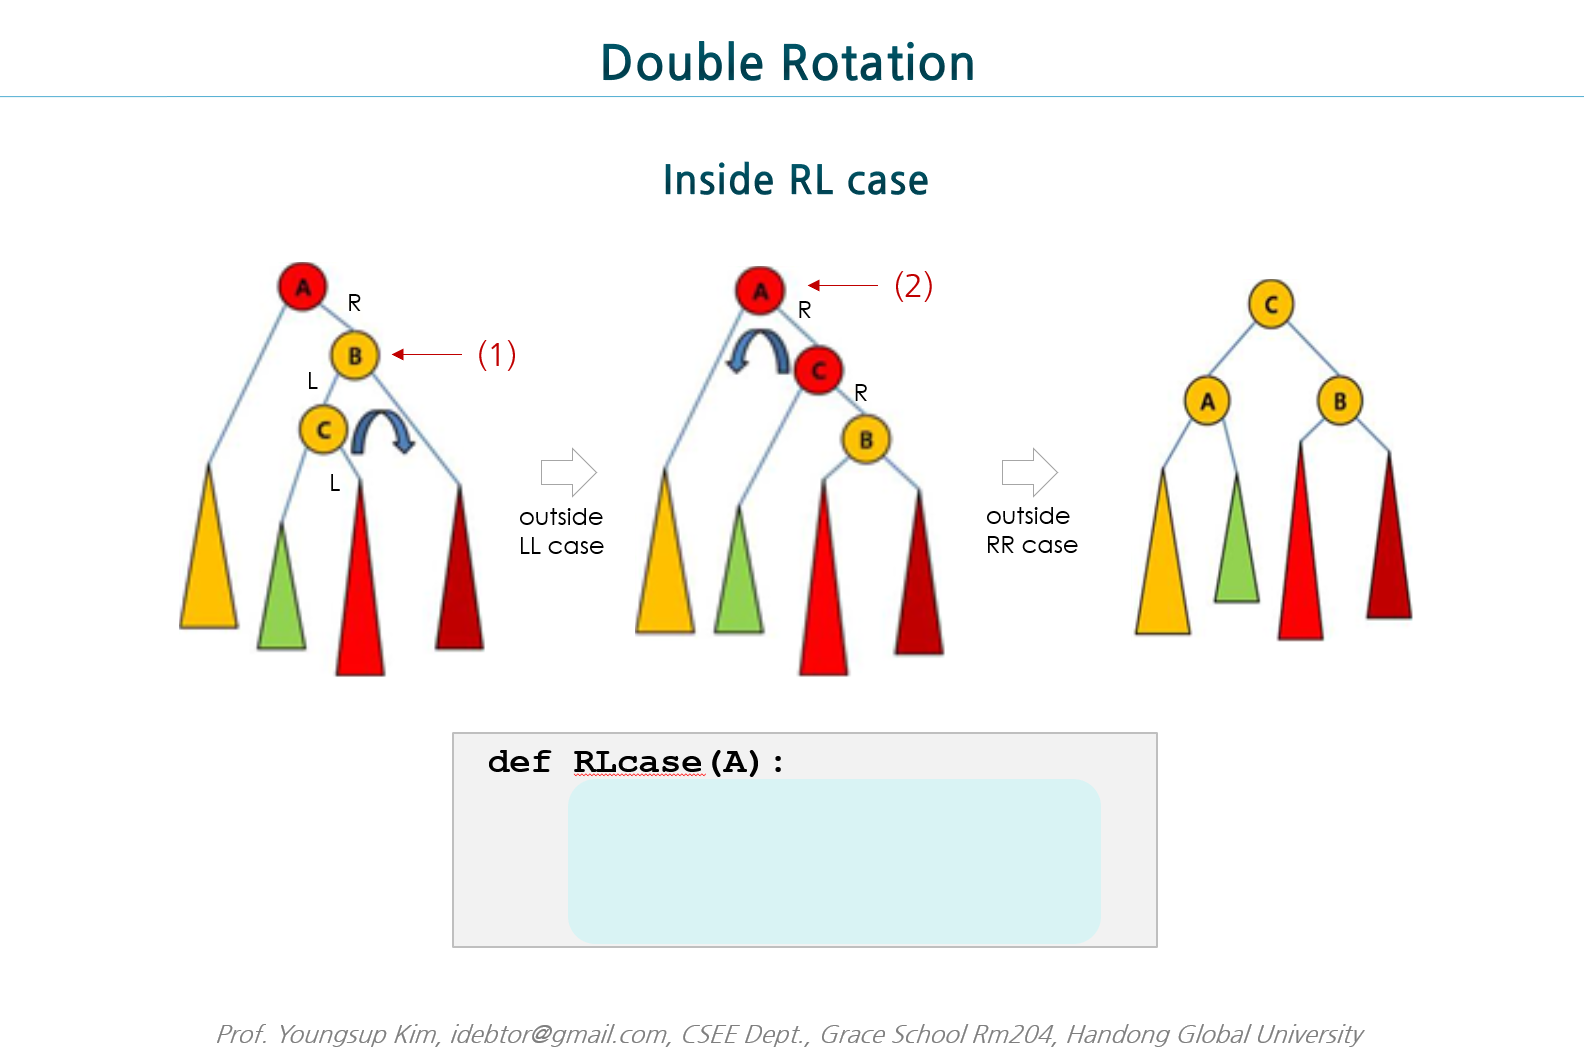 Double Rotation
Inside RL case
A
R
B
(1)
L
C
L
outside
LL case
A
(2)
R
C
R
B
outside
RR case
C
A
B
def RLcase(A):
Prof. Youngsup Kim, idebtor@gmail.com, CSEE Dept., Grace School Rm204, Handong Global University